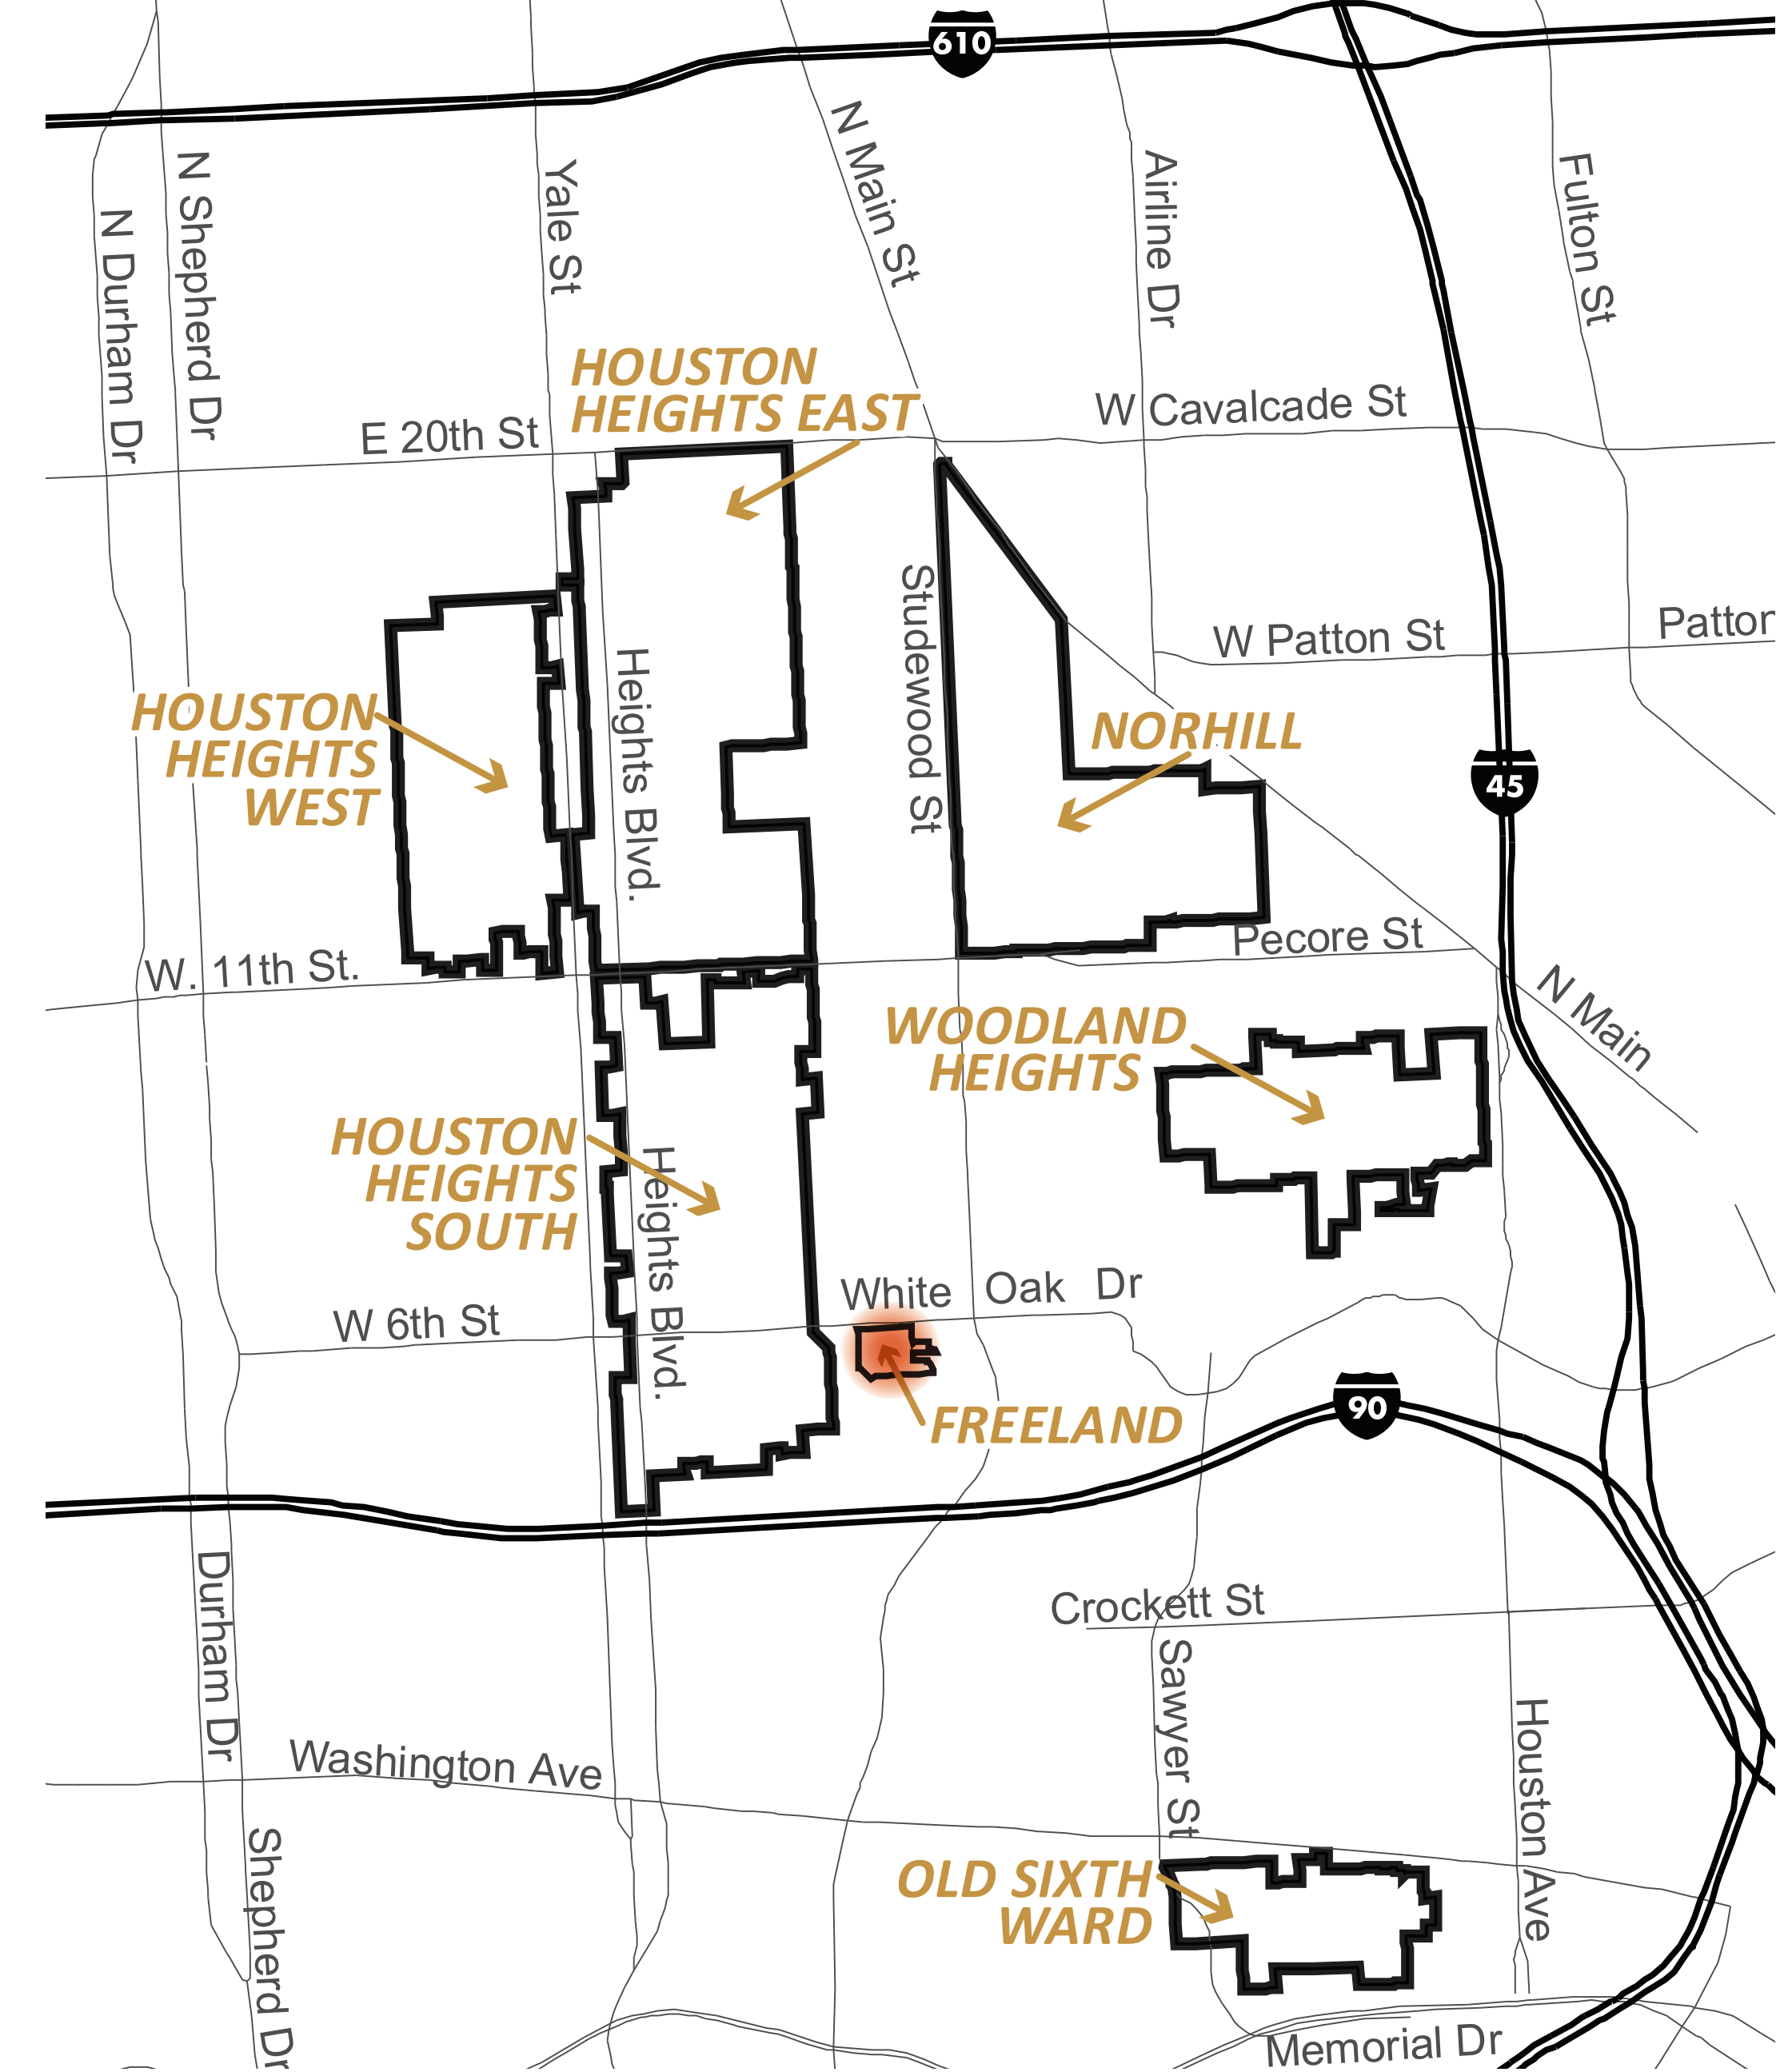 610
N Main St
Airline Dr
Fulton St
N Shepherd Dr
Yale St
N Durham Dr
HOUSTON
HEIGHTS EAST
W Cavalcade St
E 20th St
Studewood St
W Patton St
Patton
Heights Blvd.
HOUSTON
HEIGHTS
WEST
NORHILL
45
Pecore St
W. 11th St.
N Main
WOODLAND
HEIGHTS
HOUSTON
HEIGHTS
SOUTH
Heights Blvd.
White Oak Dr
W 6th St
90
FREELAND
Durham Dr
Crockett St
Sawyer St
Houston Ave
Washington Ave
Shepherd Dr
OLD SIXTH
WARD
Memorial Dr